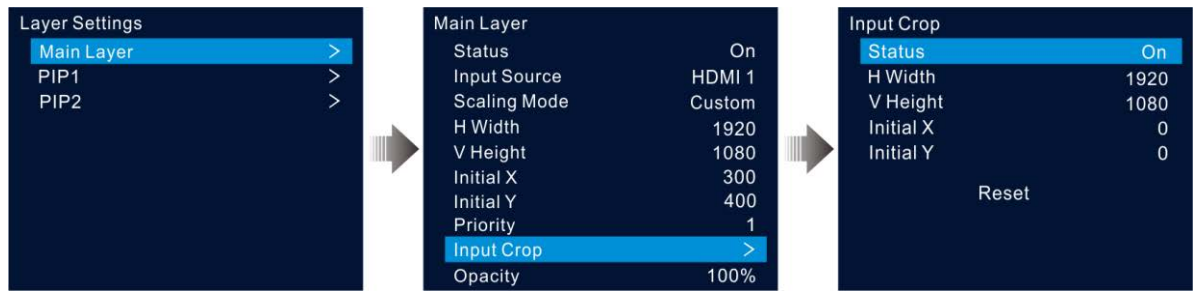 Layer Settings
Main Layer >
PIP1 >
PIP2 >
Main Layer
Status On
Input Source HDMI 1
Scaling Mode Custom
H Width 1920
V Height 1080
Initial X 300
Initial Y 400
Priority 1
Input Crop >
Opacity 100%
Input Crop
Status On
H Width 1920
V Height 1080
Initial X 0
Initial Y 0
Reset